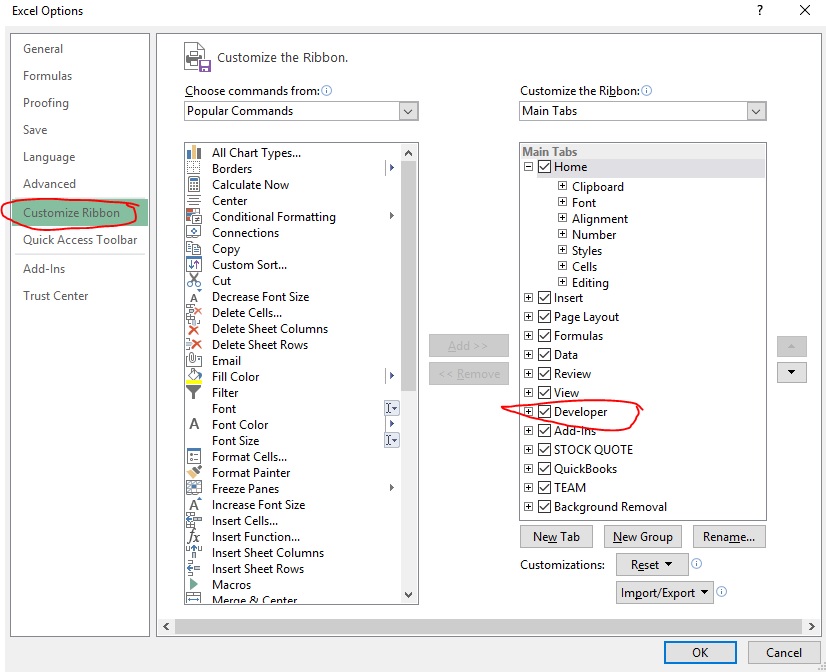 Excel Options
?
General
Formulas
Proofing
Save
Language
Advanced
Customize Ribbon
Quick Access Toolbar
Add-Ins
Trust Center
Customize the Ribbon.
Choose commands from:
Popular Commands
All Chart Types...
Borders
Calculate Now
Center
Conditional Formatting
Connections
Copy
Custom Sort...
Cut
Decrease Font Size
Delete Cells...
Delete Sheet Columns
Delete Sheet Rows
Email
Fill Color
Filter
Font
Font Color
Font Size
Format Cells...
Format Painter
Freeze Panes
Increase Font Size
Insert Cells...
Insert Function...
Insert Sheet Columns
Insert Sheet Rows
Macros
Merge & Center
Add >>
<< Remove
Customize the Ribbon:
Main Tabs
Main Tabs
Home
Clipboard
Font
Alignment
Number
Styles
Cells
Editing
Insert
Page Layout
Formulas
Data
Review
View
Developer
Add-Ins
STOCK QUOTE
QuickBooks
TEAM
Background Removal
New Tab
New Group
Rename...
Customizations:
Reset
Import/Export
OK
Cancel